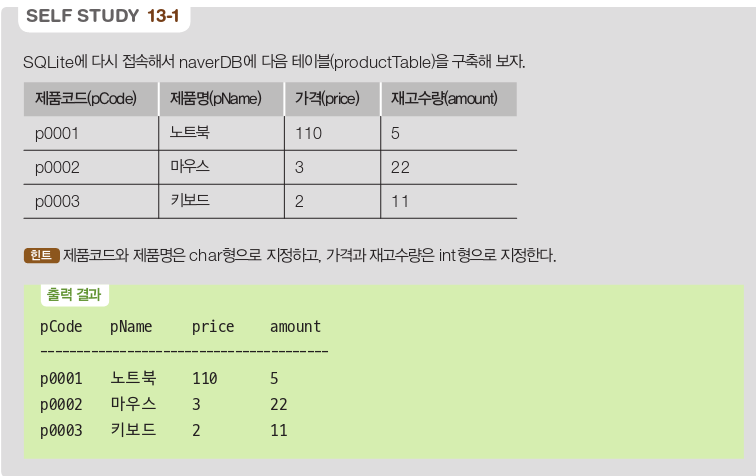 SELF STUDY 13-1
SQLite에 다시 접속해서 naverDB에 다음 테이블(productTable)을 구축해 보자.
제품코드(pCode) 제품명(pName) 가격(price) 재고수량(amount)
p0001 노트북 110 5
p0002 마우스 3 22
p0003 키보드 2 11
힌트 제품코드와 제품명은 char형으로 지정하고, 가격과 재고수량은 int형으로 지정한다.
출력 결과
pCode pName price amount
----------------------------------------
p0001 노트북 110 5
p0002 마우스 3 22
p0003 키보드 2 11